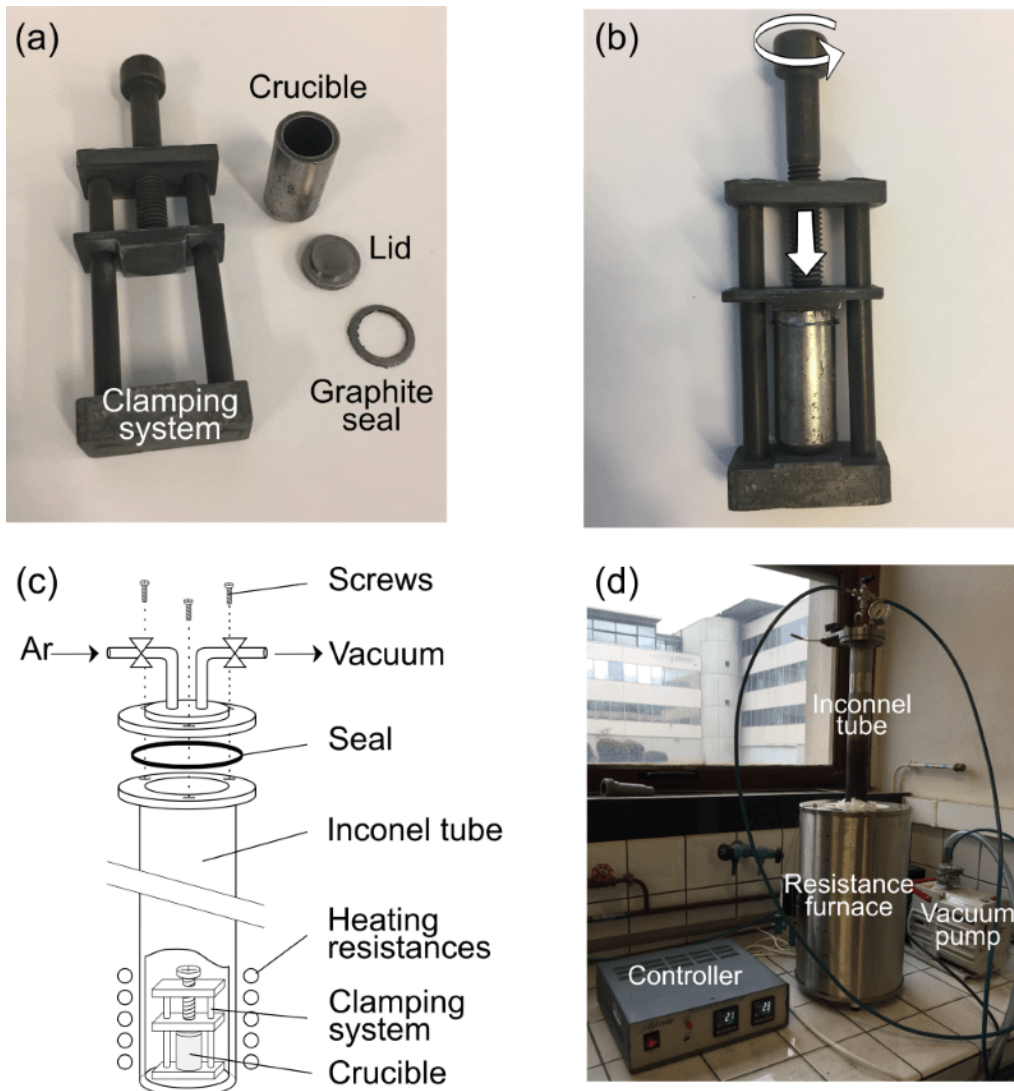 (a)
Crucible
Lid
Graphite
seal
Clamping
system
(b)
(c)
Screws
Ar
Vacuum
Seal
Inconel tube
Heating
resistances
Clamping
system
Crucible
(d)
Inconnel
tube
Resistance
furnace
Vacuum
pump
Controller